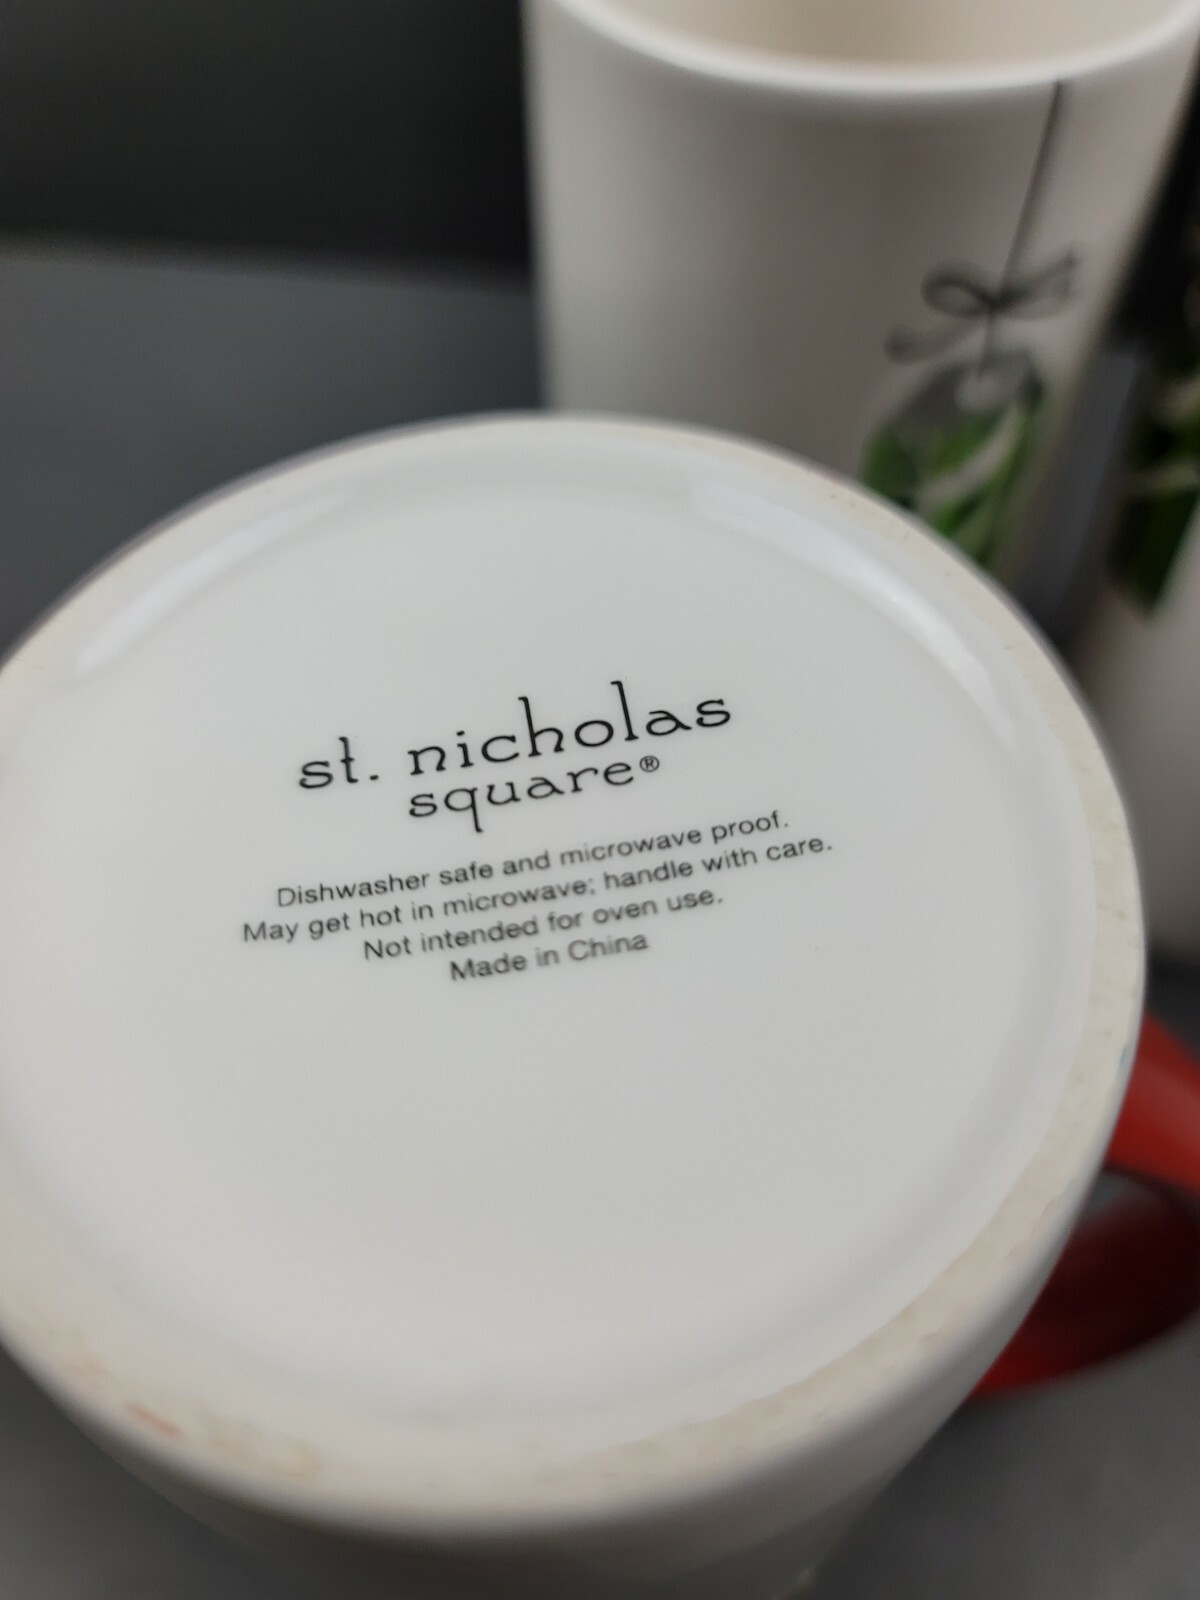 st. nicholas
square®
Dishwasher safe and microwave proof.
May get hot in microwave; handle with care.
Not intended for oven use.
Made in China